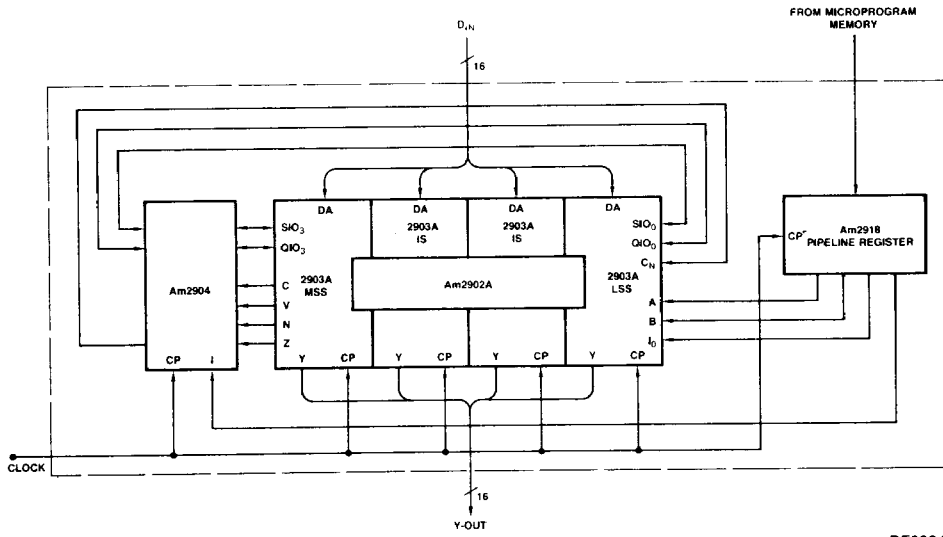 FROM MICROPROGRAM
MEMORY
16
DA
DA
DA
DA
SIO3
QIO3
C
V
N
Z
2903A
MSS
2903A
IS
2903A
IS
2903A
LSS
SIO0
QIO0
CN
A
B
I0
Am2902A
Am2904
CP
I
Y
CP
Y
CP
Y
CP
Y
CP
CP
Am2918
PIPELINE REGISTER
CLOCK
16
Y-OUT